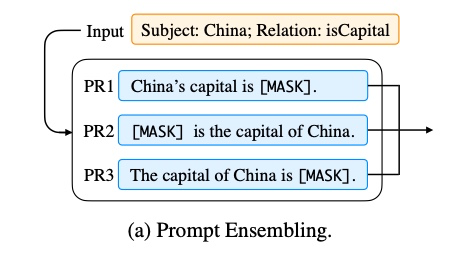 Input Subject: China; Relation: isCapital
PR1 China's capital is [MASK].
PR2 [MASK] is the capital of China.
PR3 The capital of China is [MASK].
(a) Prompt Ensembling.